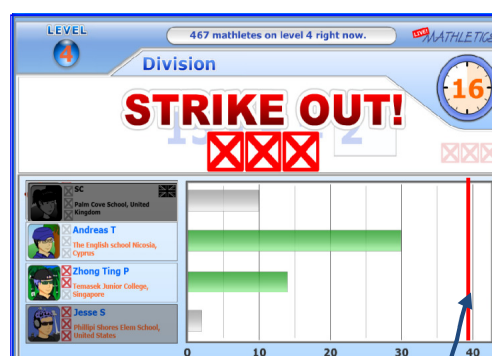 LEVEL
4
467 mathletes on level 4 right now.
LIVE!
MATHLETICS
Division
16
STRIKE OUT!
2
SC
Palm Cove School, United
Kingdom
Andreas T
The English school Nicosia,
Cyprus
Zhong Ting P
Temasek Junior College,
Singapore
Jesse S
Phillipi Shores Elem School,
United States
0 10 20 30 40